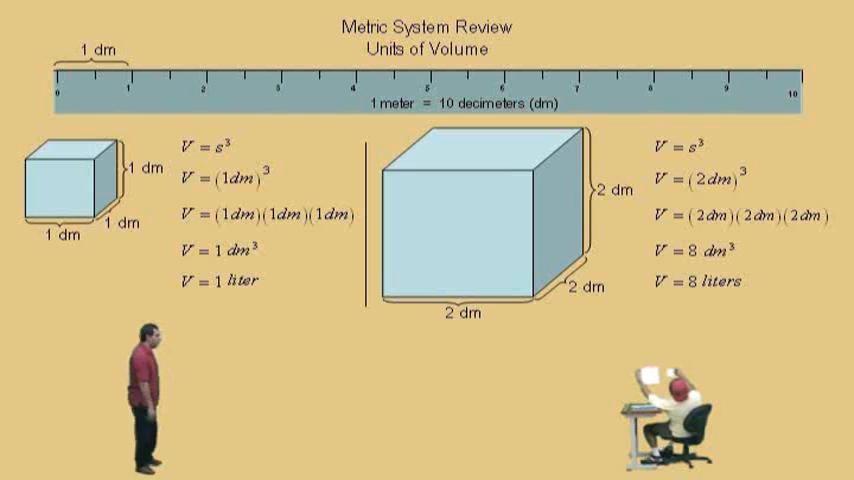 Metric System Review
Units of Volume
1 dm
0 1 2 3 4 5 6 7 8 9 10
1 meter = 10 decimeters (dm)
1 dm
1 dm
1 dm
V = s³
V = (1dm)³
V = (1dm)(1dm)(1dm)
V = 1 dm³
V = 1 liter
2 dm
2 dm
2 dm
V = s³
V = (2dm)³
V = (2dm)(2dm)(2dm)
V = 8 dm³
V = 8 liters